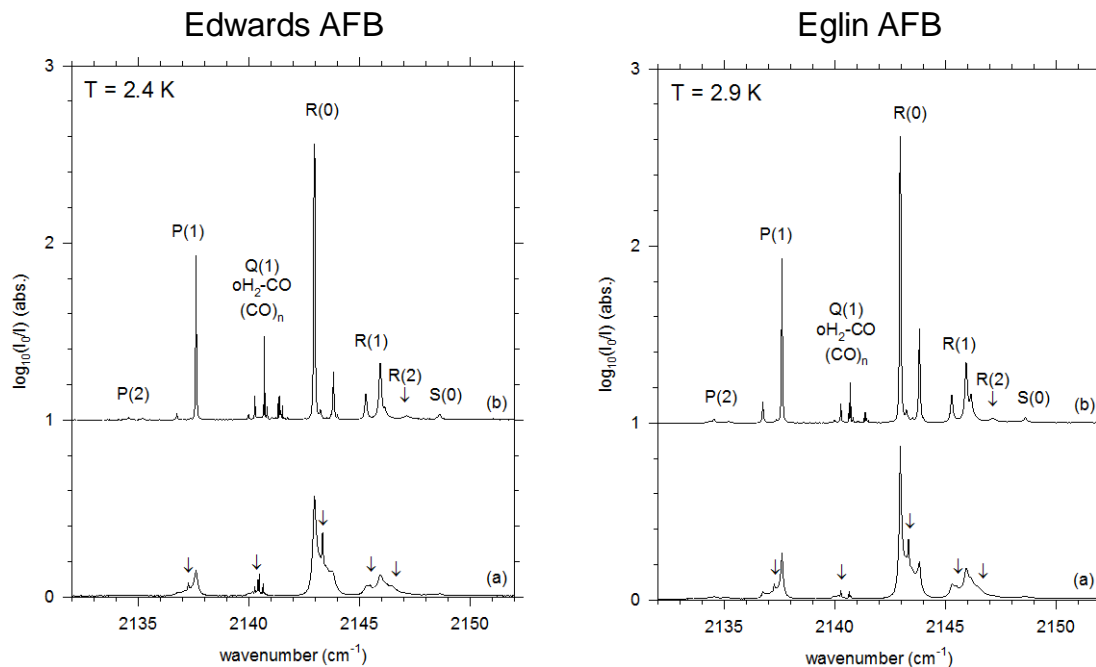 Edwards AFB
T = 2.4 K
R(0)
P(1)
Q(1)
oH₂-CO
(CO)ₙ
R(1)
R(2)
P(2)
S(0)
(b)
(a)
3
2
1
0
log₁₀(I₀/I) (abs.)
2135
2140
2145
2150
wavenumber (cm⁻¹)
Eglin AFB
T = 2.9 K
R(0)
P(1)
Q(1)
oH₂-CO
(CO)ₙ
R(1)
R(2)
P(2)
S(0)
(b)
(a)
3
2
1
0
log₁₀(I₀/I) (abs.)
2135
2140
2145
2150
wavenumber (cm⁻¹)